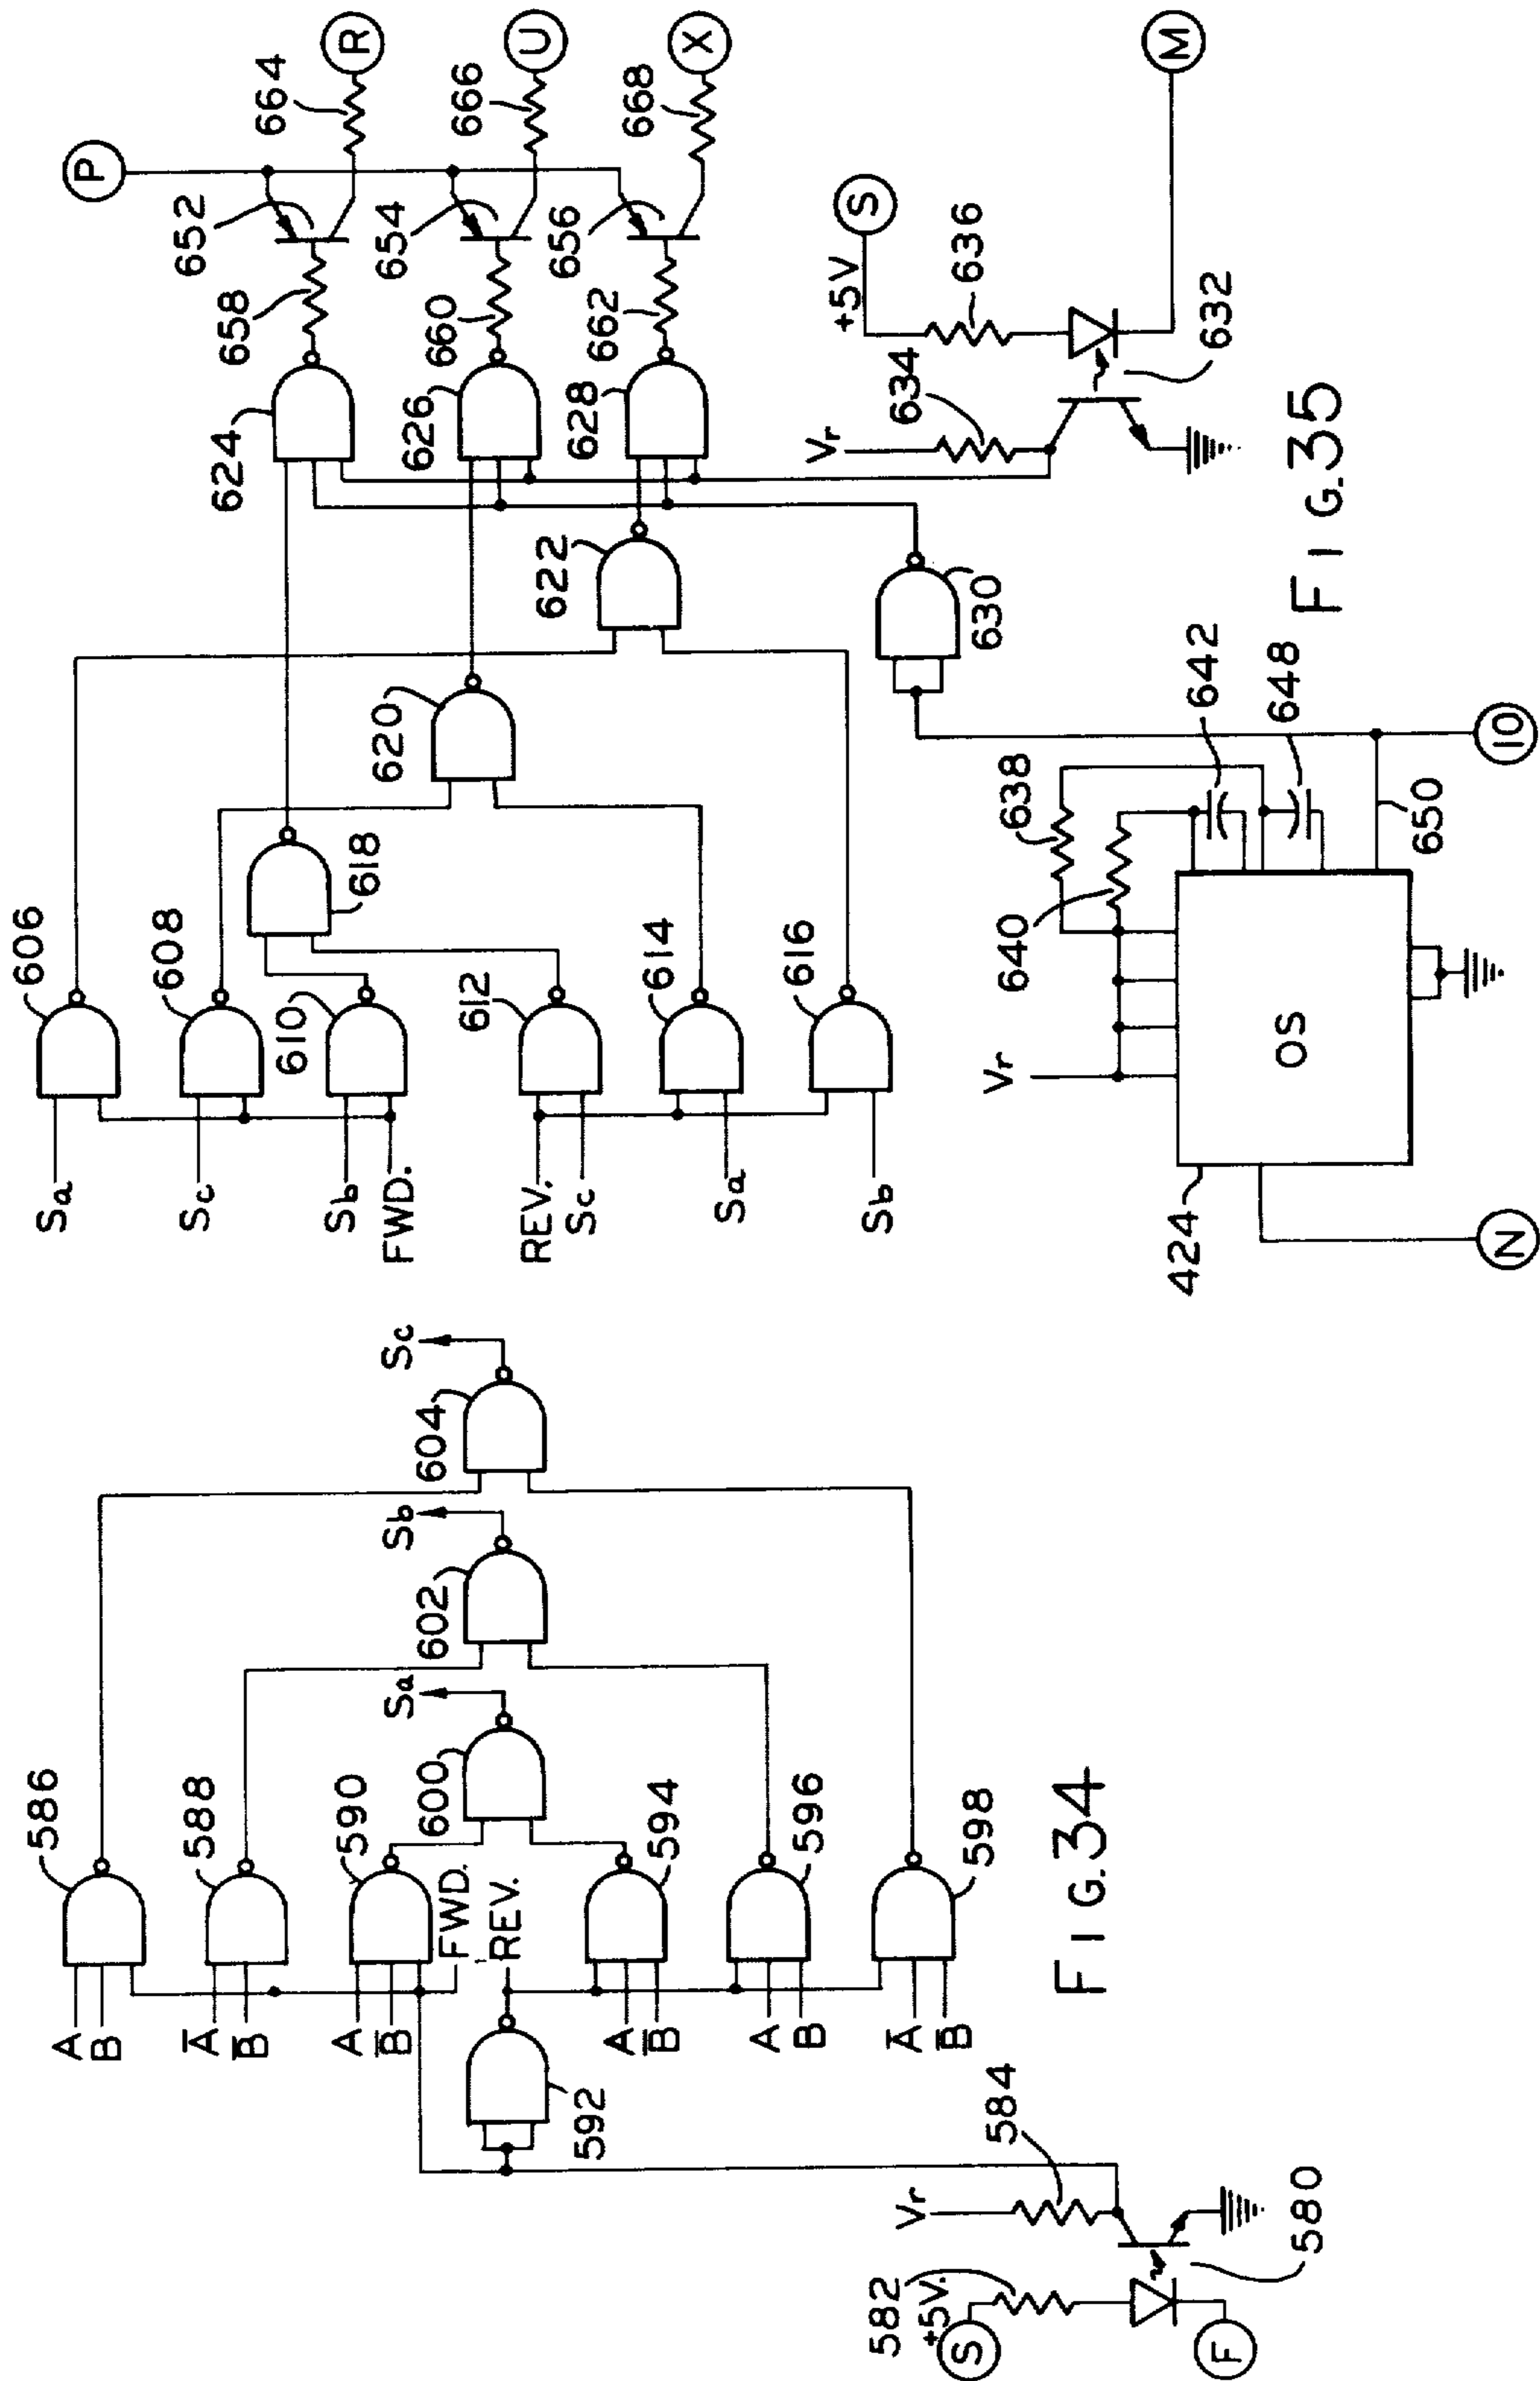 586
588
590
594
596
598
600
602
604
592
584
582
580
A
B
A̅
B̅
A
B̅
FWD.
REV.
A
B̅
A
B
A̅
B̅
Sa
Sb
Sc
Vr
+5V.
S
F
FIG.34
Sa
Sc
Sb
FWD.
REV.
Sc
Sa
Sb
606
608
610
612
614
616
618
620
622
624
626
628
630
658
660
662
652
654
656
664
666
668
P
R
U
X
Vr
634
+5V
S
636
632
M
Vr
640
638
642
648
650
OS
424
N
10
FIG.35